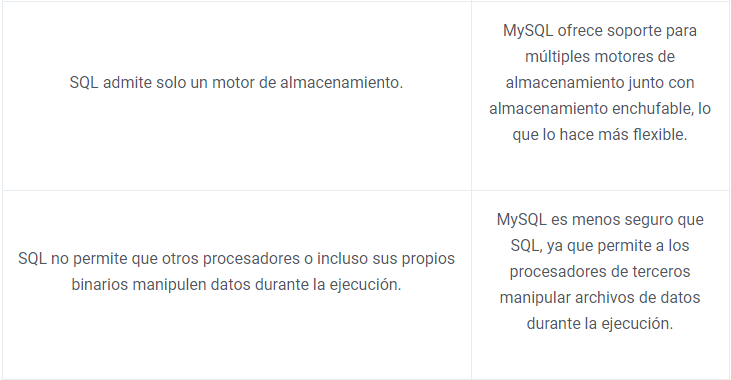 SQL admite solo un motor de almacenamiento.
MySQL ofrece soporte para
múltiples motores de
almacenamiento junto con
almacenamiento enchufable, lo
que lo hace más flexible.
SQL no permite que otros procesadores o incluso sus propios
binarios manipulen datos durante la ejecución.
MySQL es menos seguro que
SQL, ya que permite a los
procesadores de terceros
manipular archivos de datos
durante la ejecución.